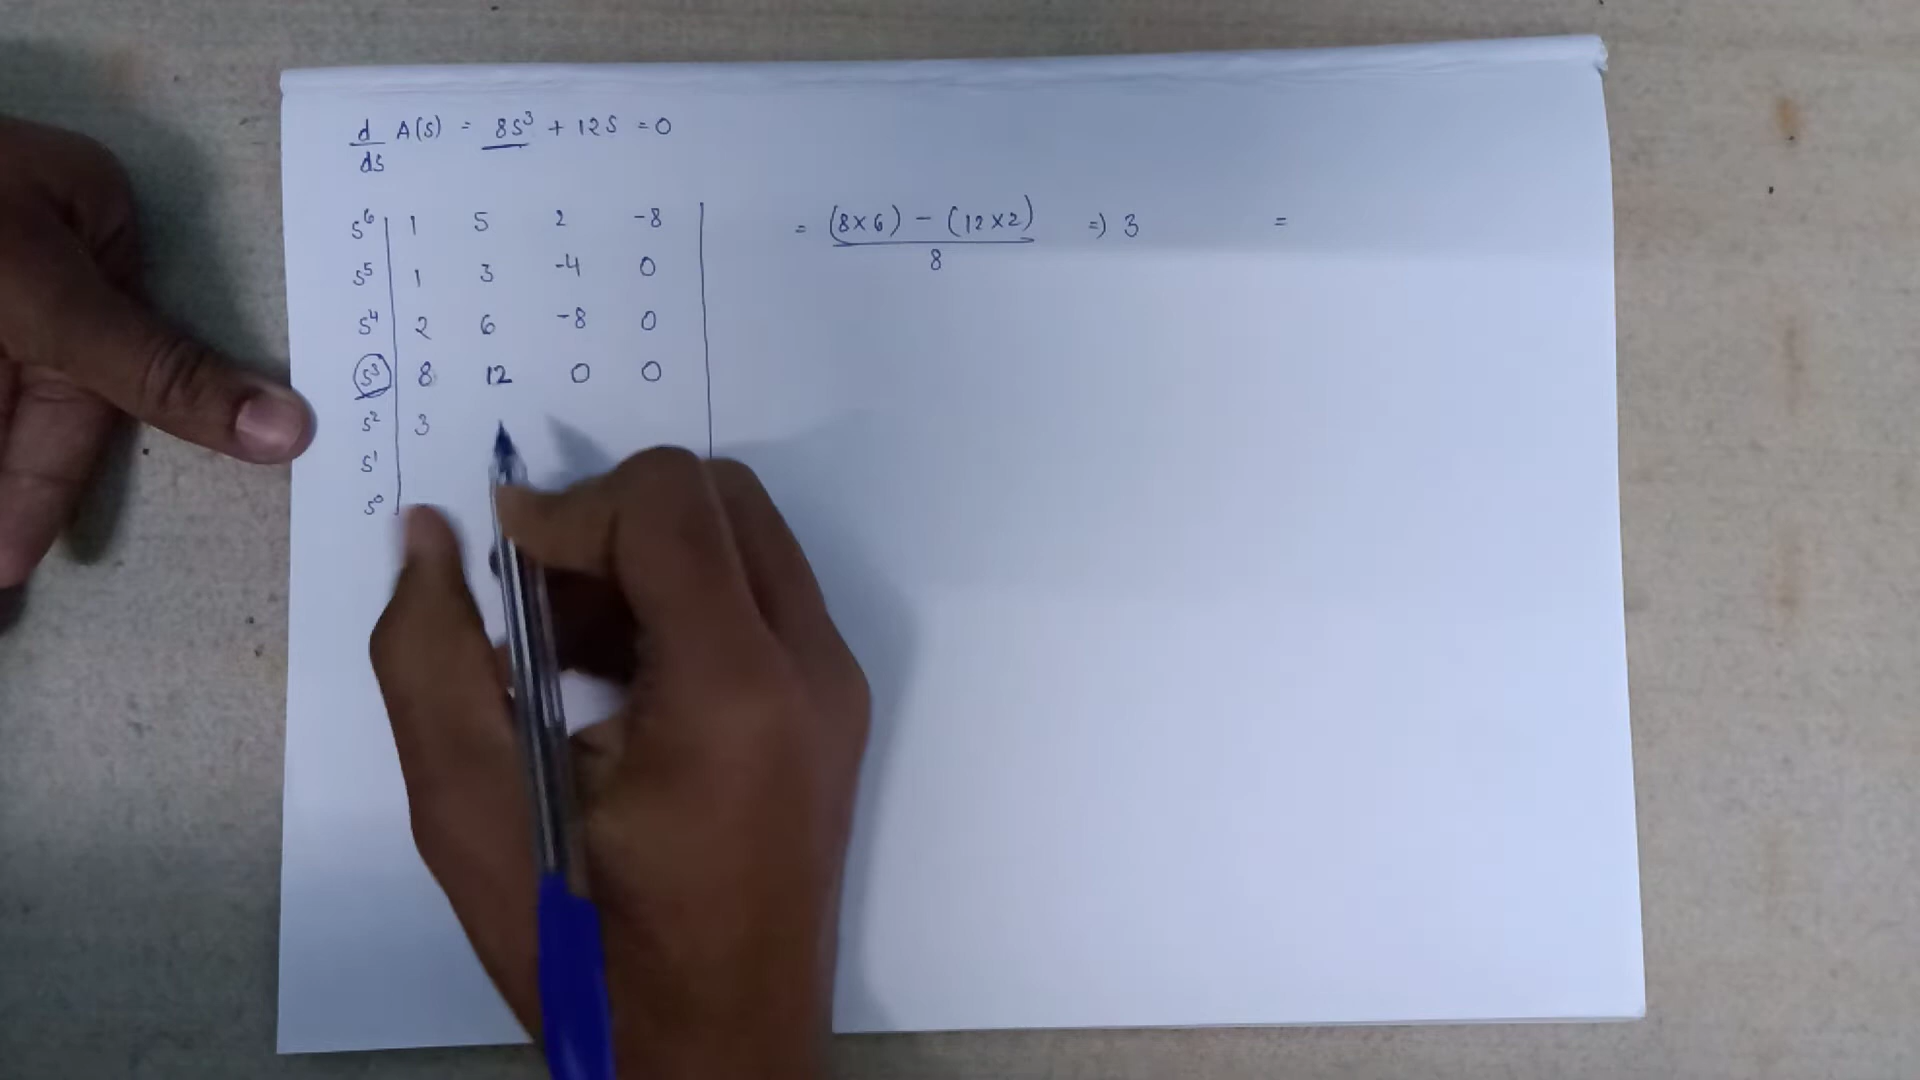 d/ds A(s) = 8s³ + 12s = 0
s⁶ | 1 5 2 -8 |
s⁵ | 1 3 -4 0
s⁴ | 2 6 -8 0
s³ | 8 12 0 0
s² | 3
s¹
s⁰
= (8×6) - (12×2) / 8 ⇒ 3 =